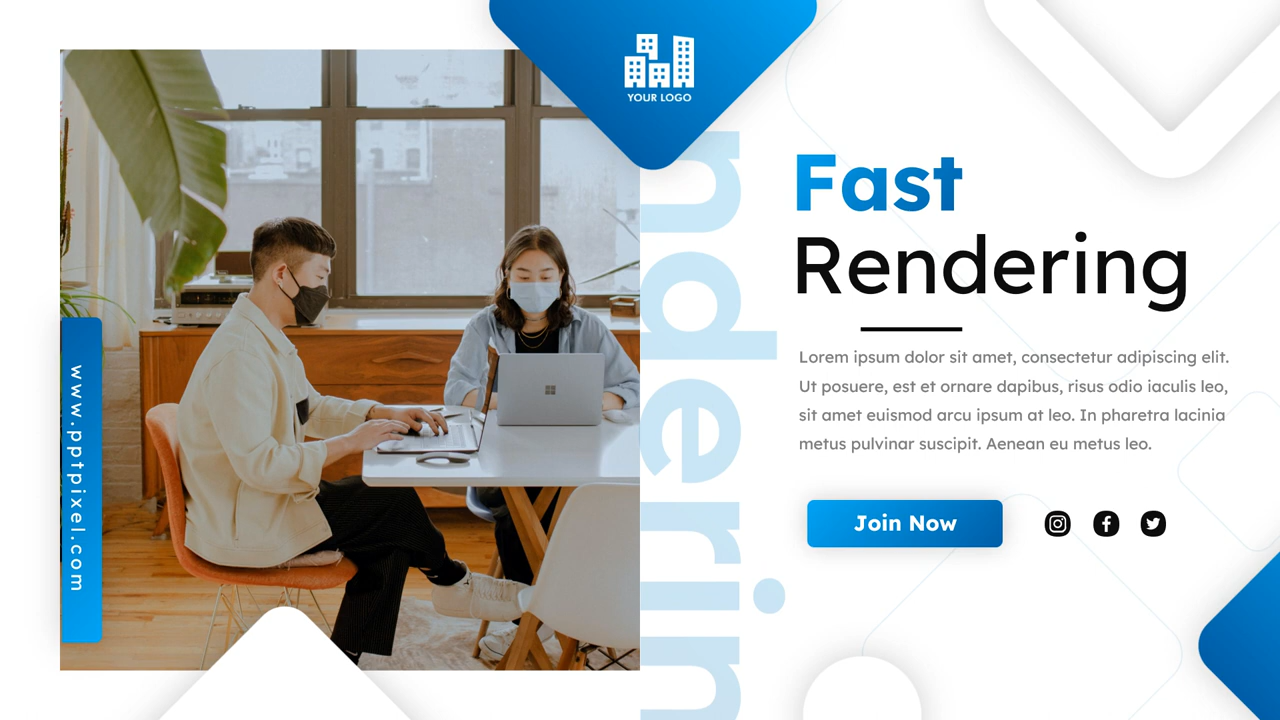 YOUR LOGO
www.pptpixel.com
nderin
Fast
Rendering
Lorem ipsum dolor sit amet, consectetur adipiscing elit.
Ut posuere, est et ornare dapibus, risus odio iaculis leo,
sit amet euismod arcu ipsum at leo. In pharetra lacinia
metus pulvinar suscipit. Aenean eu metus leo.
Join Now